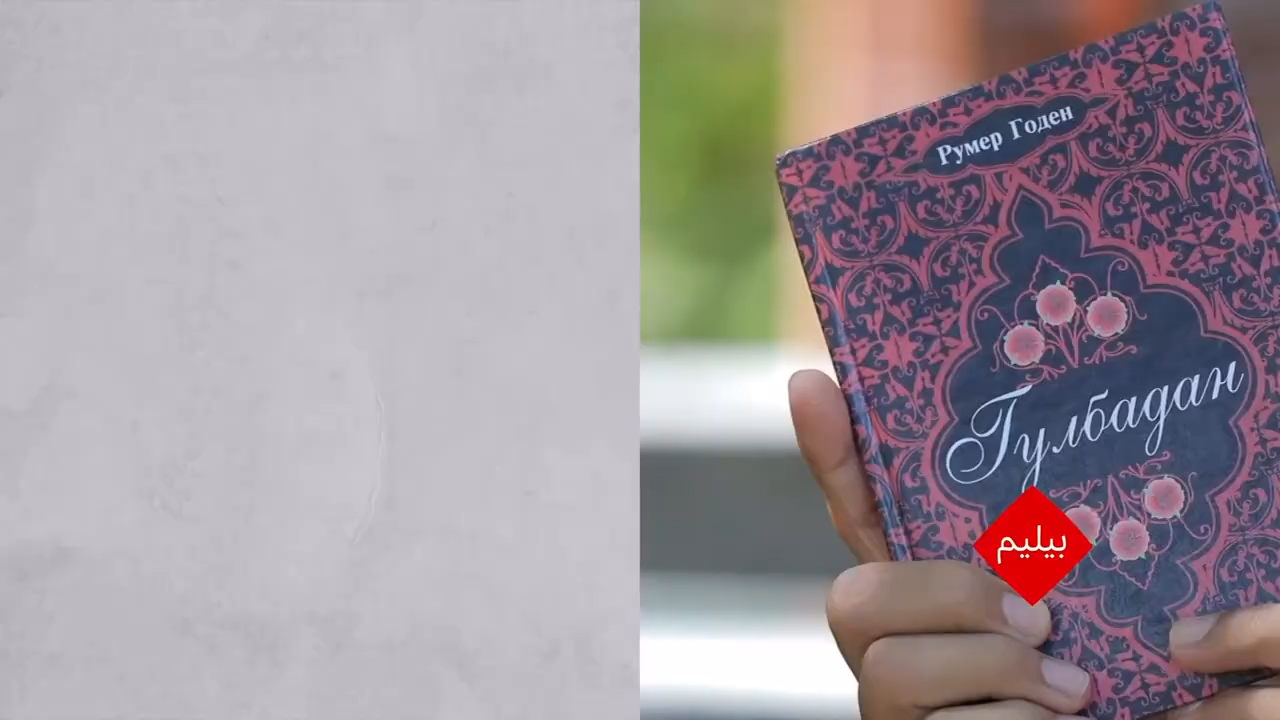 Румер Годен
Гулбадан
بیلیم